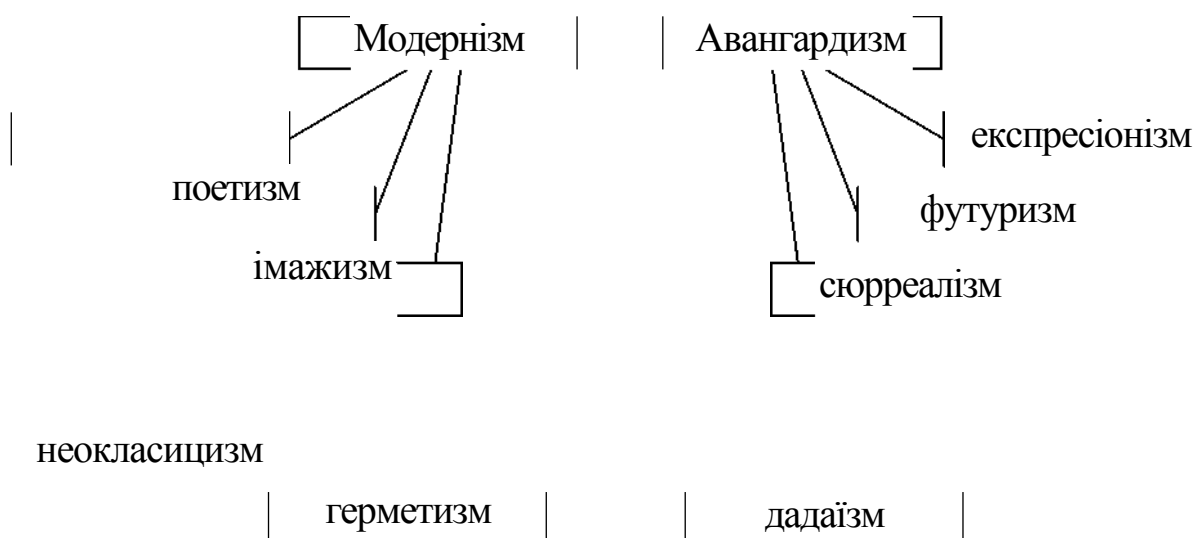 Модернізм Авангардизм
експресіонізм
поетизм
футуризм
імажизм
сюрреалізм
неокласицизм
герметизм дадаїзм